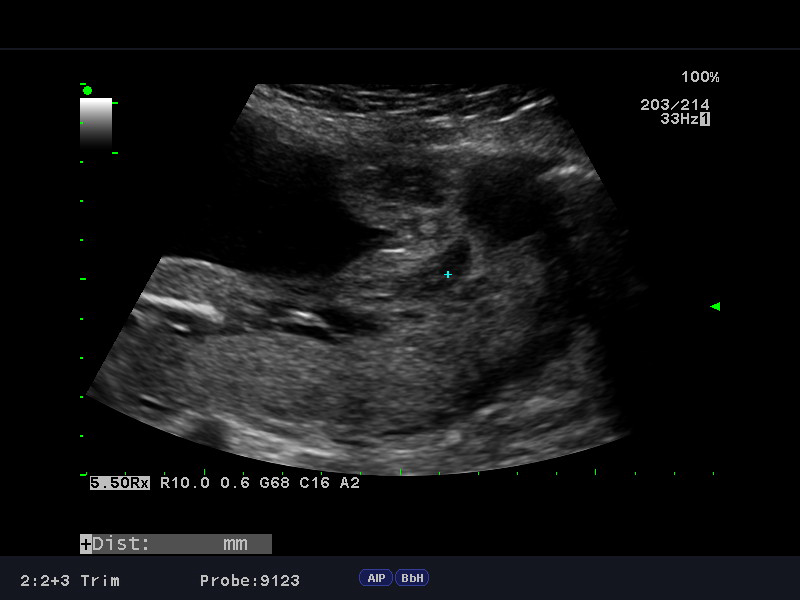 100%
203/214
33Hz1
5.50Rx R10.0 0.6 G68 C16 A2
+Dist: mm
2:2+3 Trim Probe:9123 AIP BbH